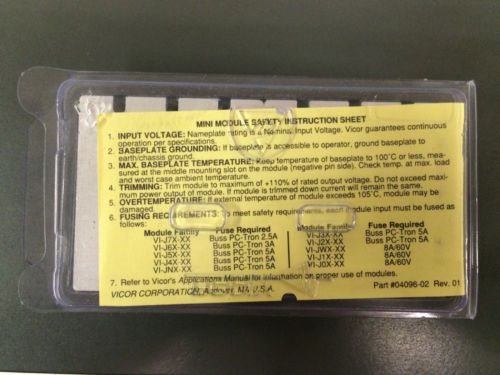 MINI MODULE SAFETY INSTRUCTION SHEET
1. INPUT VOLTAGE: Nameplate rating is a Nominal Input Voltage. Vicor guarantees continuous
operation per specifications.
2. BASEPLATE GROUNDING: If baseplate is accessible to operator, ground baseplate to
earth/chassis ground.
3. MAX. BASEPLATE TEMPERATURE: Keep temperature of baseplate to 100°C or less, mea-
sured at the middle mounting slot on the module (negative pin side). Check temp. at max. load
and worst case ambient temperature.
4. TRIMMING: Trim module to maximum of +110% of rated output voltage. Do not exceed maxi-
mum power output of module. If module is trimmed down current will remain the same.
5. OVERTEMPERATURE: If external temperature of module exceeds 105°C, module may be
damaged.
6. FUSING REQUIREMENTS: To meet safety requirements, each module input must be fused as
follows:
Module Family Fuse Required Module Family Fuse Required
VI-J7X-XX Buss PC-Tron 2.5A VI-J3X-XX Buss PC-Tron 5A
VI-J6X-XX Buss PC-Tron 3A VI-J2X-XX Buss PC-Tron 5A
VI-J5X-XX Buss PC-Tron 5A VI-JWX-XX 8A/60V
VI-J4X-XX Buss PC-Tron 5A VI-J1X-XX 8A/60V
VI-JNX-XX Buss PC-Tron 5A VI-J0X-XX 8A/60V
7. Refer to Vicor's Applications Manual for information on proper use of modules.
VICOR CORPORATION, Andover, MA U.S.A. Part #04096-02 Rev. 01